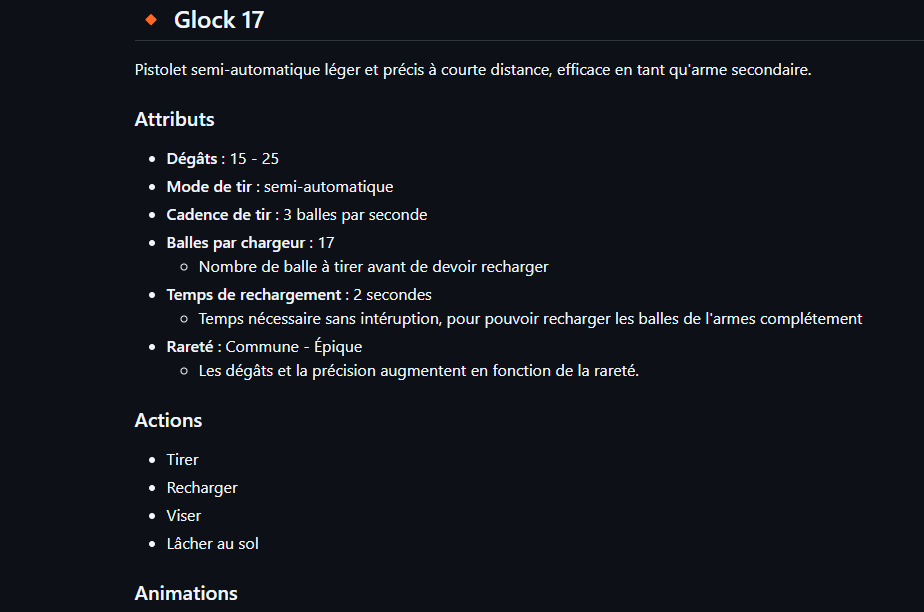 Glock 17
Pistolet semi-automatique léger et précis à courte distance, efficace en tant qu'arme secondaire.
Attributs
Dégâts : 15 - 25
Mode de tir : semi-automatique
Cadence de tir : 3 balles par seconde
Balles par chargeur : 17
Nombre de balle à tirer avant de devoir recharger
Temps de rechargement : 2 secondes
Temps nécessaire sans intéruption, pour pouvoir recharger les balles de l'armes complétement
Rareté : Commune - Épique
Les dégâts et la précision augmentent en fonction de la rareté.
Actions
Tirer
Recharger
Viser
Lâcher au sol
Animations